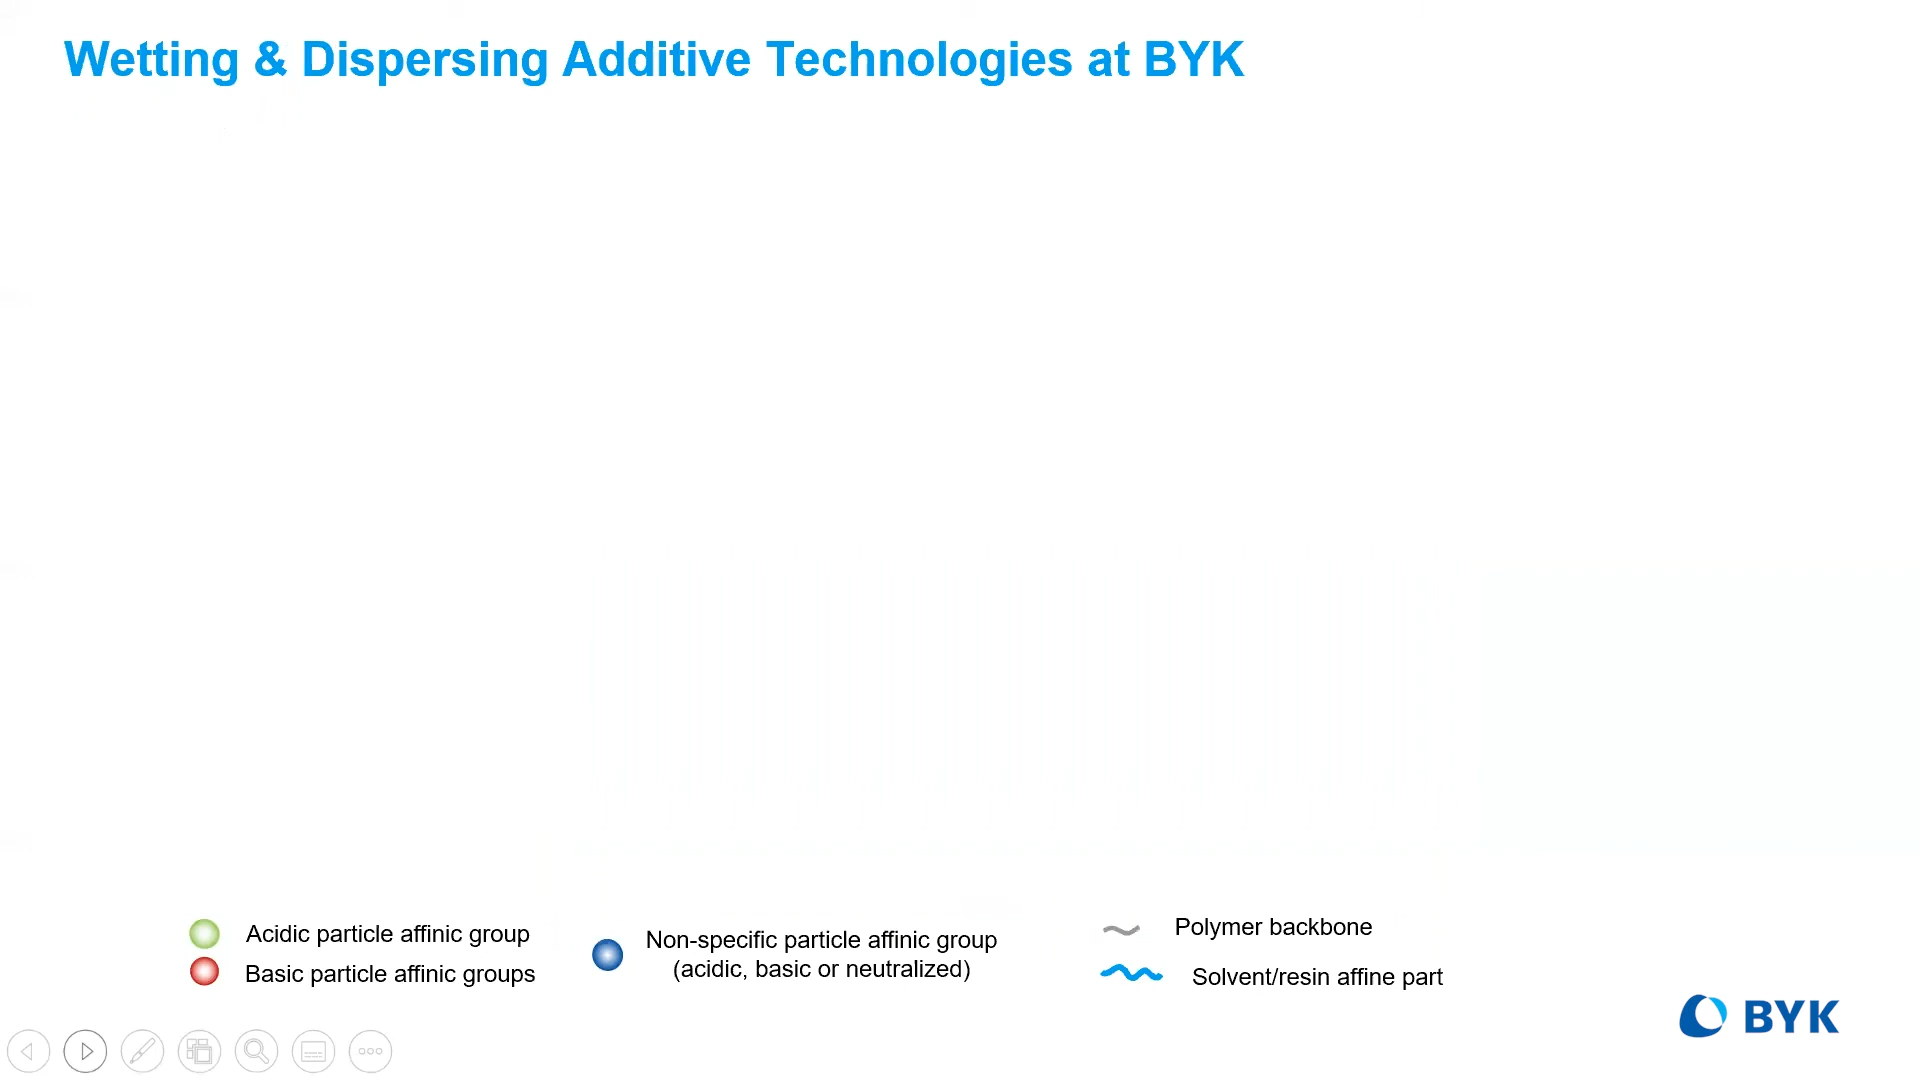 Wetting & Dispersing Additive Technologies at BYK
Acidic particle affinic group
Basic particle affinic groups
Non-specific particle affinic group
(acidic, basic or neutralized)
Polymer backbone
Solvent/resin affine part
BYK